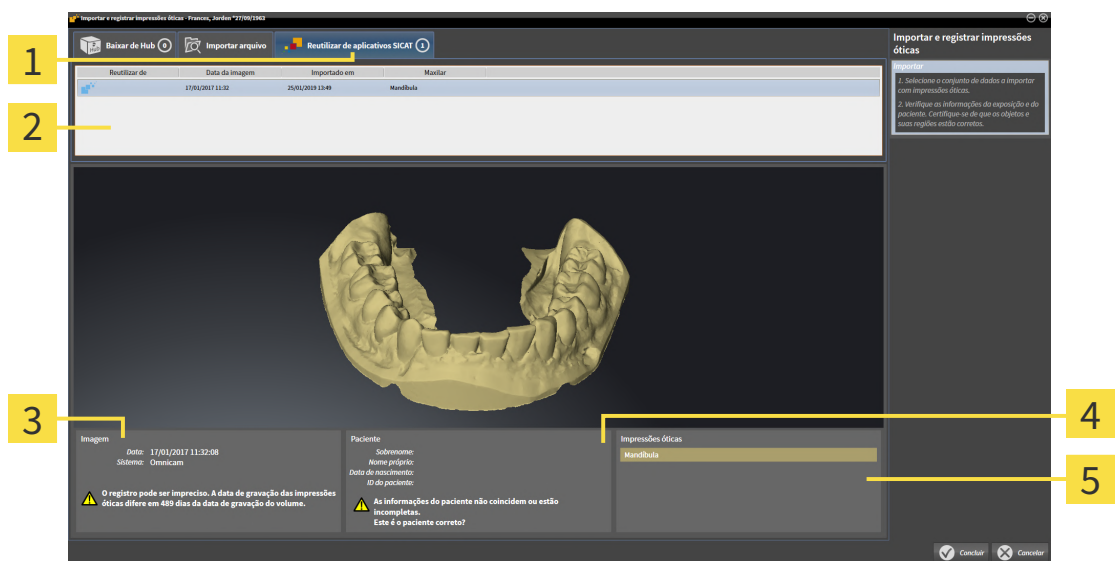 Importar e registrar impressões óticas - Frances, Jorden *27/09/1963
1
Hub
Baixar de Hub 0
Importar arquivo
Reutilizar de aplicativos SICAT 1
Importar e registrar impressões
óticas
Importar
1. Selecione o conjunto de dados a importar
com impressões óticas.
2. Verifique as informações da exposição e do
paciente. Certifique-se de que os objetos e
suas regiões estão corretos.
Reutilizar de Data da imagem Importado em Maxilar
17/01/2017 11:32 25/01/2019 13:49 Mandíbula
2
3
4
5
Imagem
Data: 17/01/2017 11:32:08
Sistema: Omnicam
O registro pode ser impreciso. A data de gravação das impressões
óticas difere em 489 dias da data de gravação do volume.
Paciente
Sobrenome:
Nome próprio:
Data de nascimento:
ID do paciente:
As informações do paciente não coincidem ou estão
incompletas.
Este é o paciente correto?
Impressões óticas
Mandíbula
Concluir
Cancelar